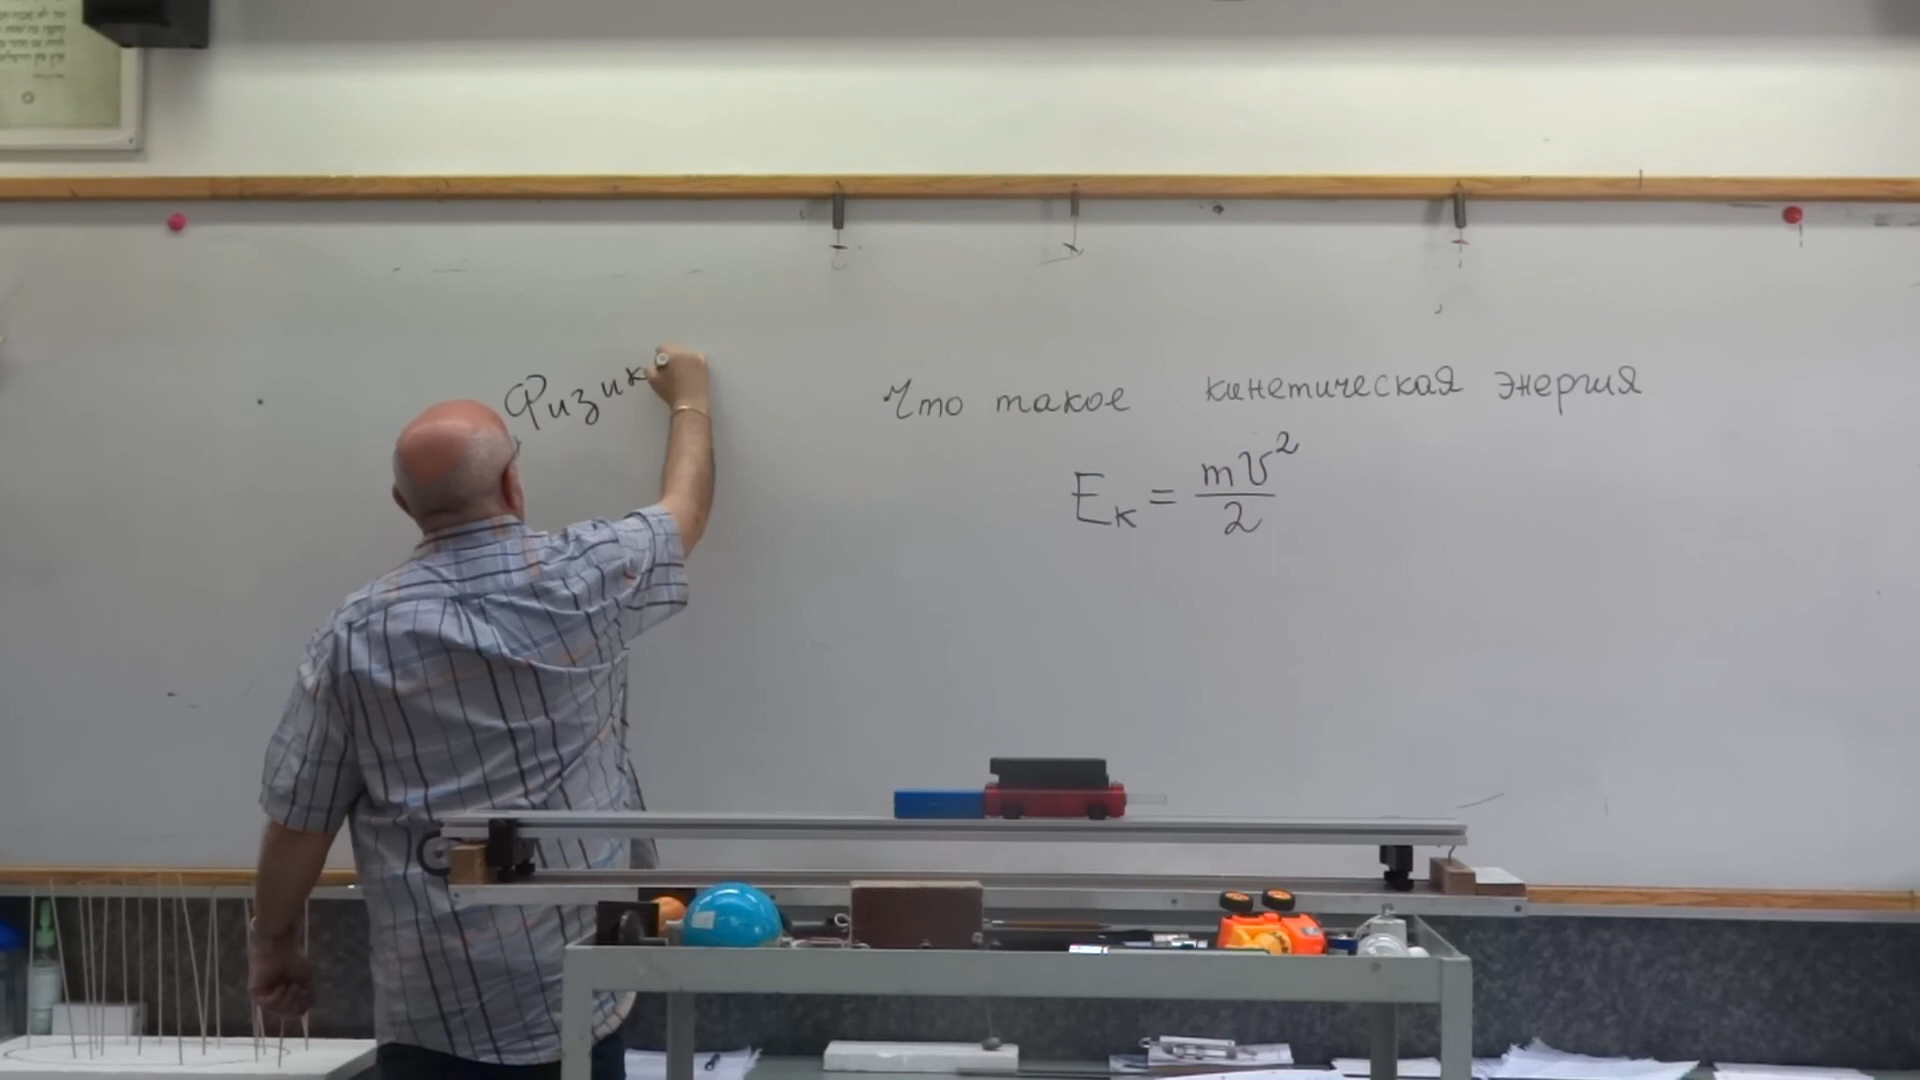 Физик
Что такое кинетическая энергия
Eк = mv²/2